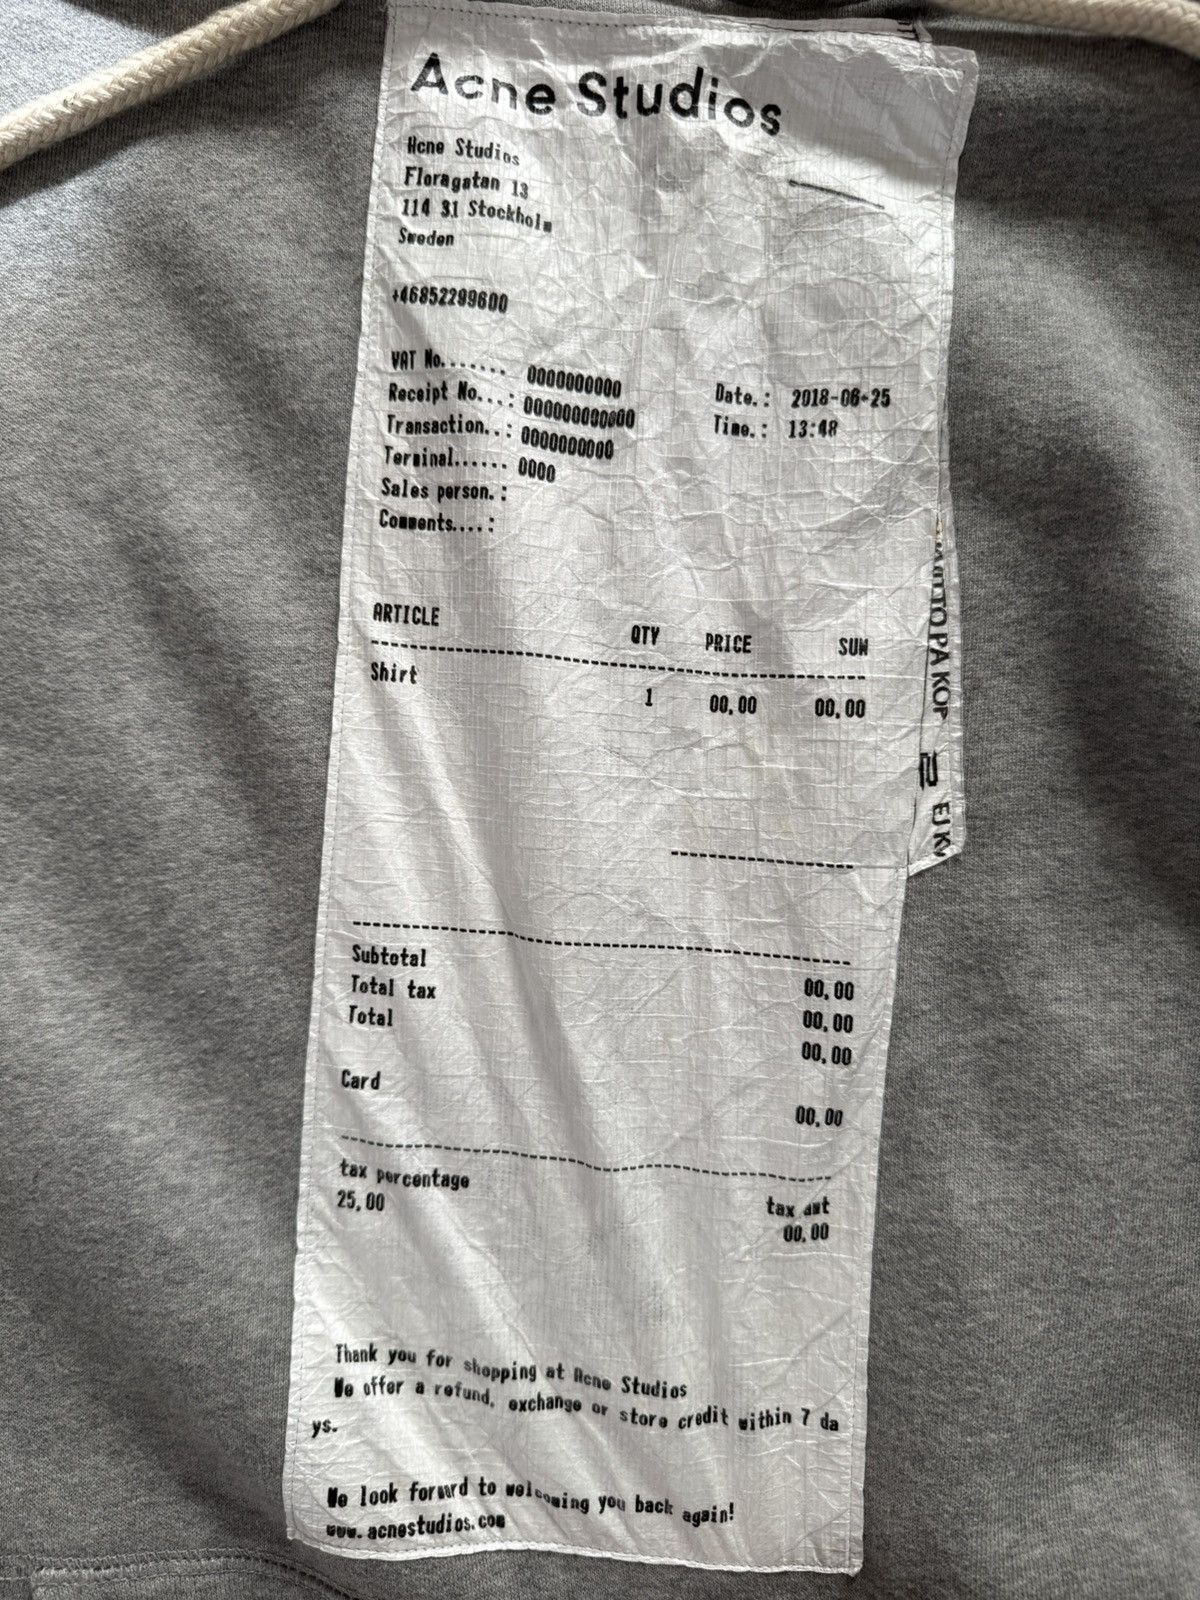 Acne Studios
Acne Studios
Floragatan 13
114 31 Stockholm
Sweden
+46852299600
VAT No....... 0000000000
Receipt No...: 000000000000 Date.: 2018-06-25
Transaction..: 0000000000 Time.: 13:48
Terminal...... 0000
Sales person.:
Comments....:
ARTICLE QTY PRICE SUM
Shirt 1 00,00 00,00
Subtotal 00,00
Total tax 00,00
Total 00,00
Card 00,00
tax percentage tax amt
25,00 00,00
Thank you for shopping at Acne Studios
We offer a refund, exchange or store credit within 7 da
ys.
We look forward to welcoming you back again!
www.acnestudios.com
PA KOP
EJ